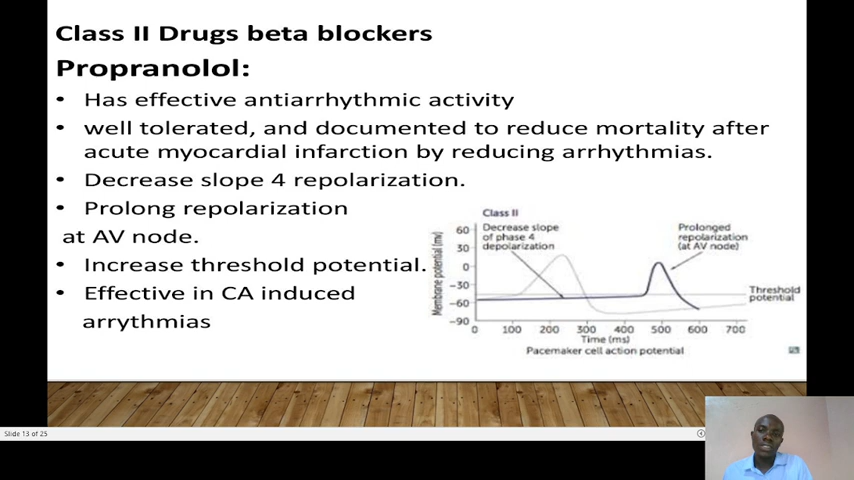 Class II Drugs beta blockers
Propranolol:
• Has effective antiarrhythmic activity
• well tolerated, and documented to reduce mortality after
acute myocardial infarction by reducing arrhythmias.
• Decrease slope 4 repolarization.
• Prolong repolarization
at AV node.
• Increase threshold potential.
• Effective in CA induced
arrythmias
Class II
Decrease slope
of phase 4
depolarization
Prolonged
repolarization
(at AV node)
Threshold
potential
Membrane potential (mv)
60
30
0
−30
−60
−90
0 100 200 300 400 500 600 700
Time (ms)
Pacemaker cell action potential
Slide 13 of 25